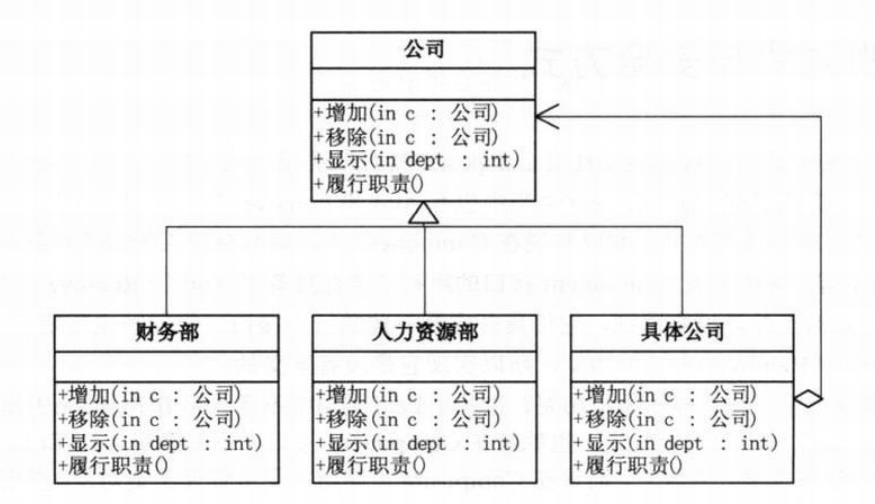 公司
+增加(in c : 公司)
+移除(in c : 公司)
+显示(in dept : int)
+履行职责()
财务部
+增加(in c : 公司)
+移除(in c : 公司)
+显示(in dept : int)
+履行职责()
人力资源部
+增加(in c : 公司)
+移除(in c : 公司)
+显示(in dept : int)
+履行职责()
具体公司
+增加(in c : 公司)
+移除(in c : 公司)
+显示(in dept : int)
+履行职责()